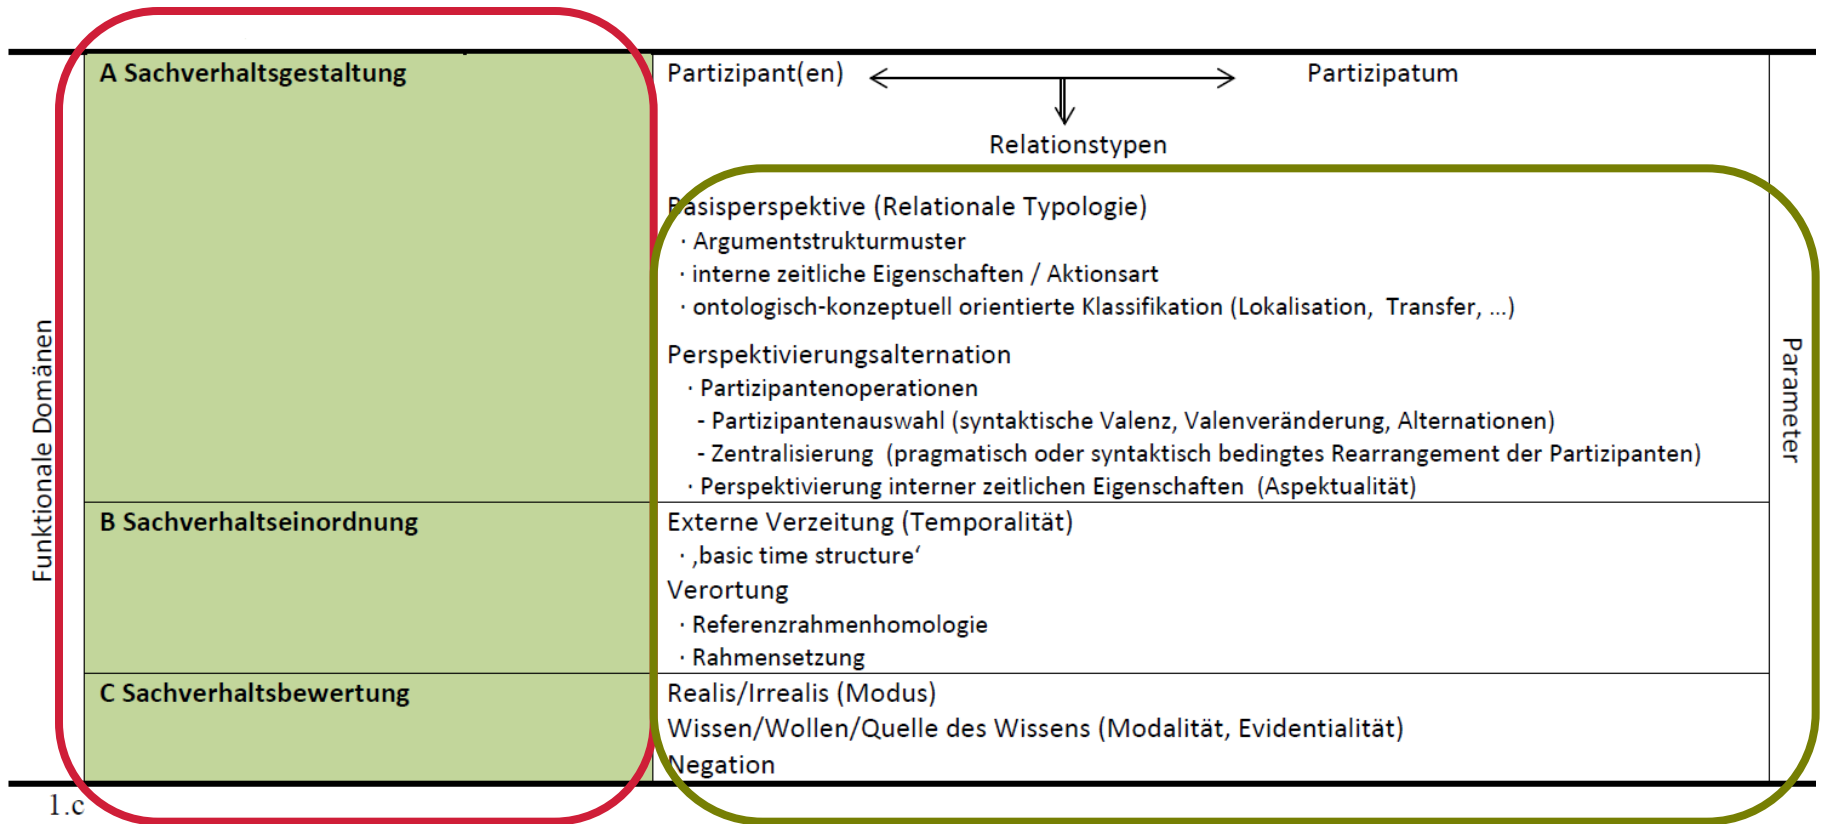 A Sachverhaltsgestaltung
Partizipant(en)
Partizipatum
Relationstypen
Basisperspektive (Relationale Typologie)
· Argumentstrukturmuster
· interne zeitliche Eigenschaften / Aktionsart
· ontologisch-konzeptuell orientierte Klassifikation (Lokalisation, Transfer, ...)
Perspektivierungsalternation
· Partizipantenoperationen
- Partizipantenauswahl (syntaktische Valenz, Valenveränderung, Alternationen)
- Zentralisierung (pragmatisch oder syntaktisch bedingtes Rearrangement der Partizipanten)
· Perspektivierung interner zeitlichen Eigenschaften (Aspektualität)
B Sachverhaltseinordnung
Externe Verzeitung (Temporalität)
· ‚basic time structure‘
Verortung
· Referenzrahmenhomologie
· Rahmensetzung
C Sachverhaltsbewertung
Realis/Irrealis (Modus)
Wissen/Wollen/Quelle des Wissens (Modalität, Evidentialität)
Negation
Funktionale Domänen
Parameter
1.c